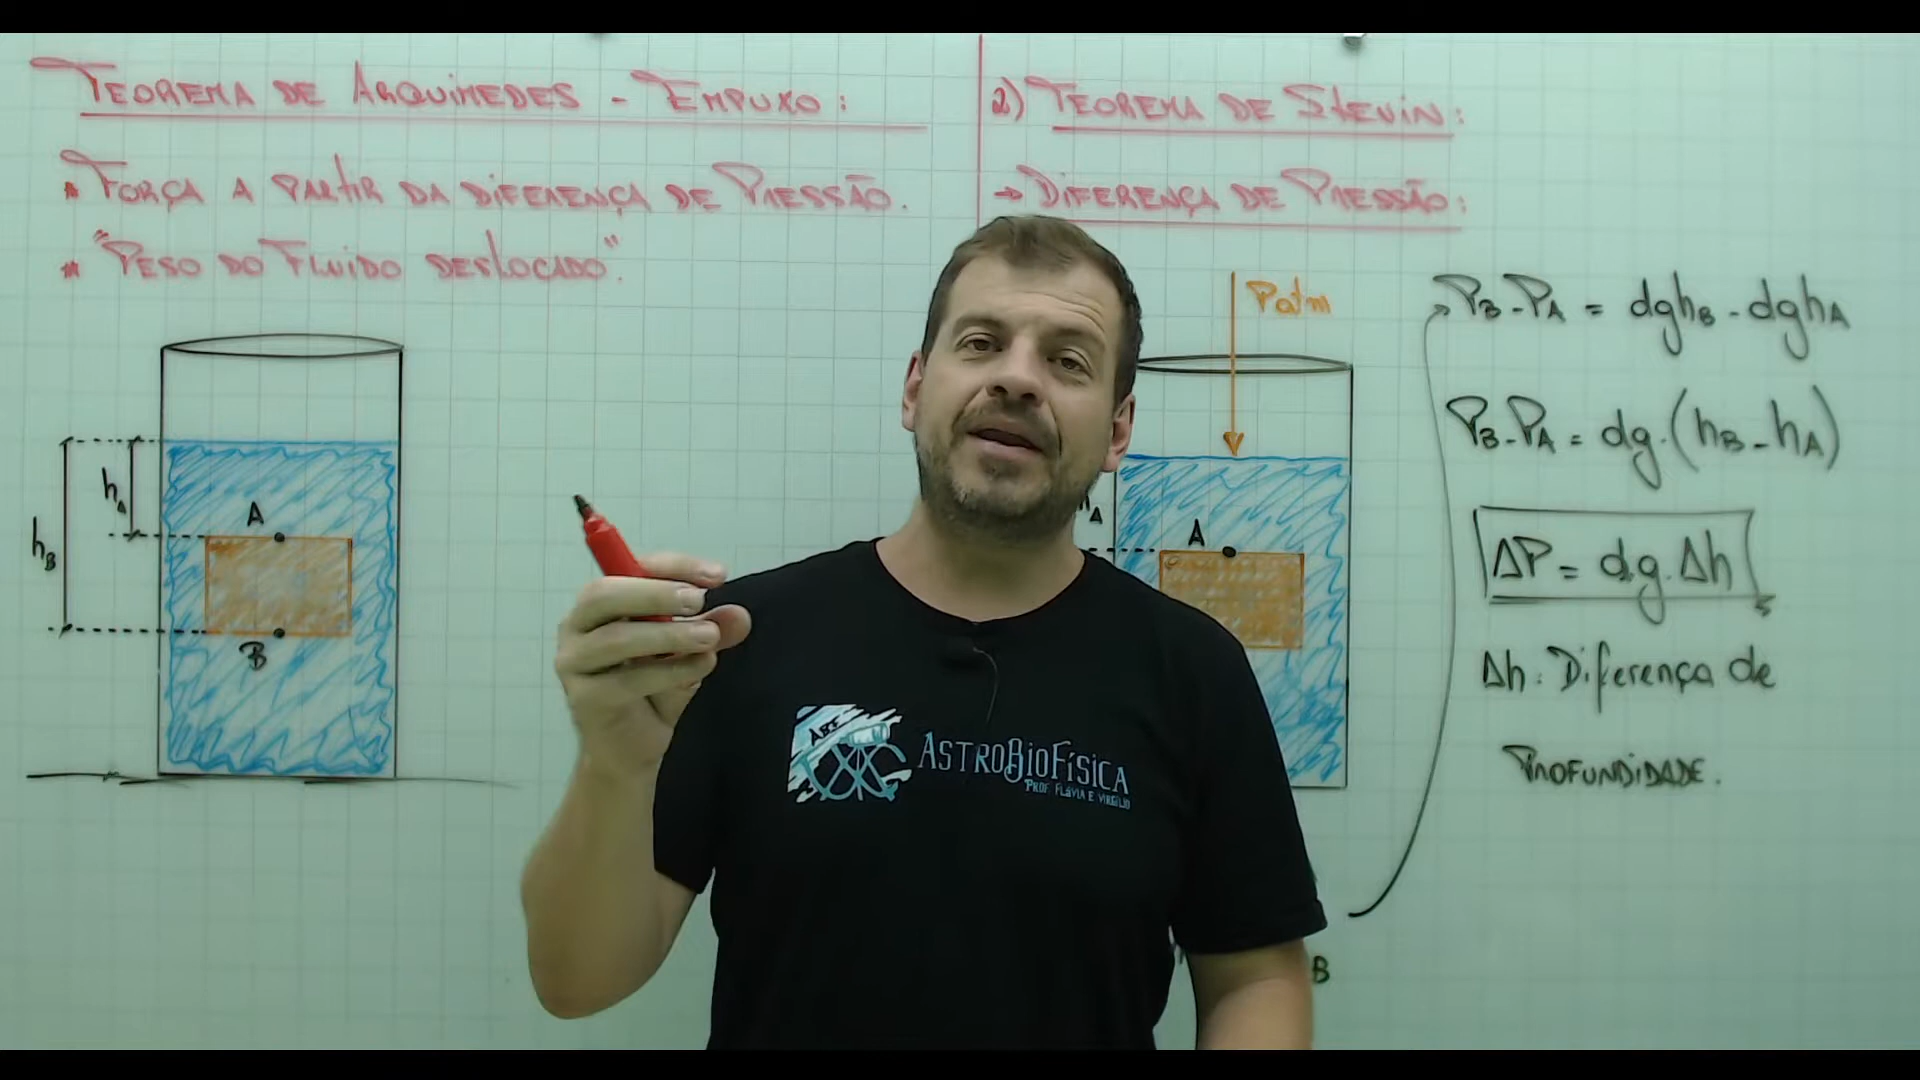 TEOREMA DE ARQUIMEDES - EMPUXO:
• FORÇA A PARTIR DA DIFERENÇA DE PRESSÃO.
• "PESO DO FLUIDO DESLOCADO".
hA
hB
A
B
2) TEOREMA DE STEVIN:
→ DIFERENÇA DE PRESSÃO:
Patm
hA
A
B
PB - PA = dghB - dghA
PB - PA = dg.(hB - hA)
ΔP = d.g.Δh
Δh: Diferença de
PROFUNDIDADE.
ABF
ASTROBIOFÍSICA
PROF. FLÁVIA E VIRGÍLIO